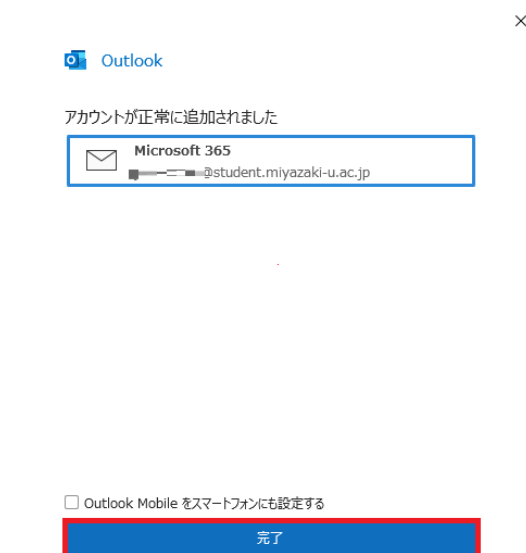 Outlook
アカウントが正常に追加されました
Microsoft 365
@student.miyazaki-u.ac.jp
Outlook Mobile をスマートフォンにも設定する
完了